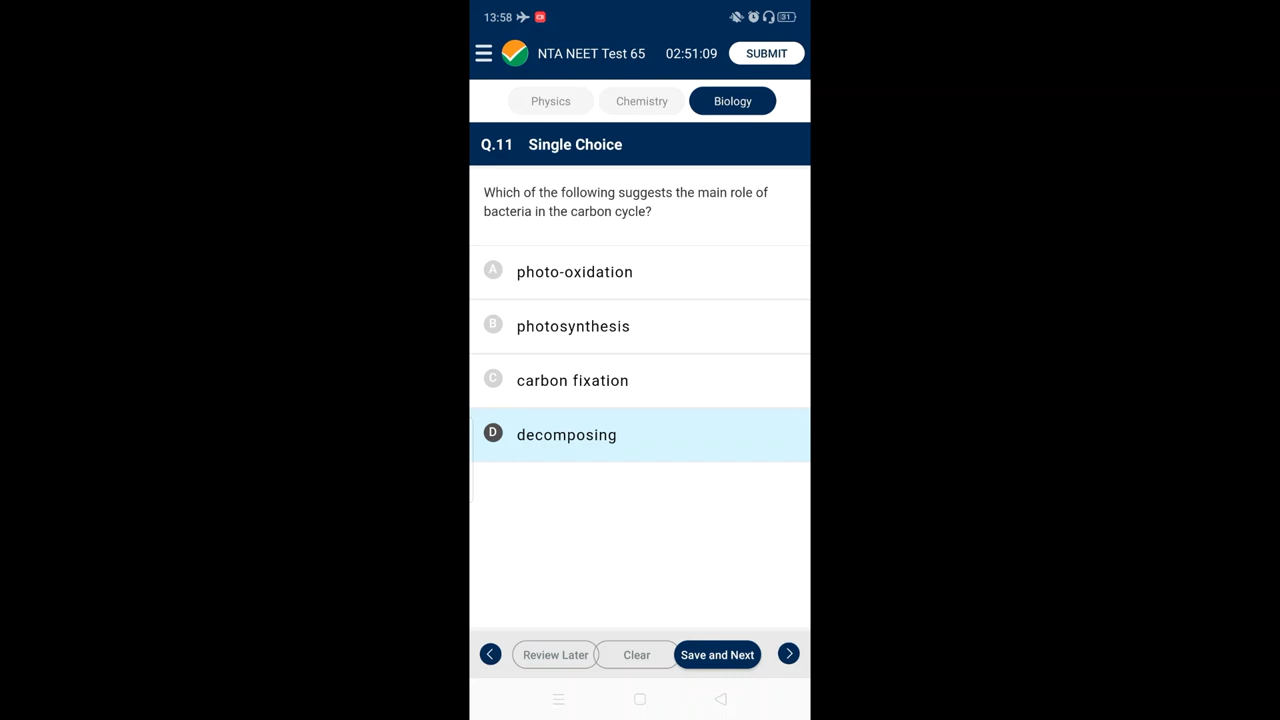 13:58 31
NTA NEET Test 65 02:51:09 SUBMIT
Physics Chemistry Biology
Q.11 Single Choice
Which of the following suggests the main role of
bacteria in the carbon cycle?
A photo-oxidation
B photosynthesis
C carbon fixation
D decomposing
Review Later Clear Save and Next